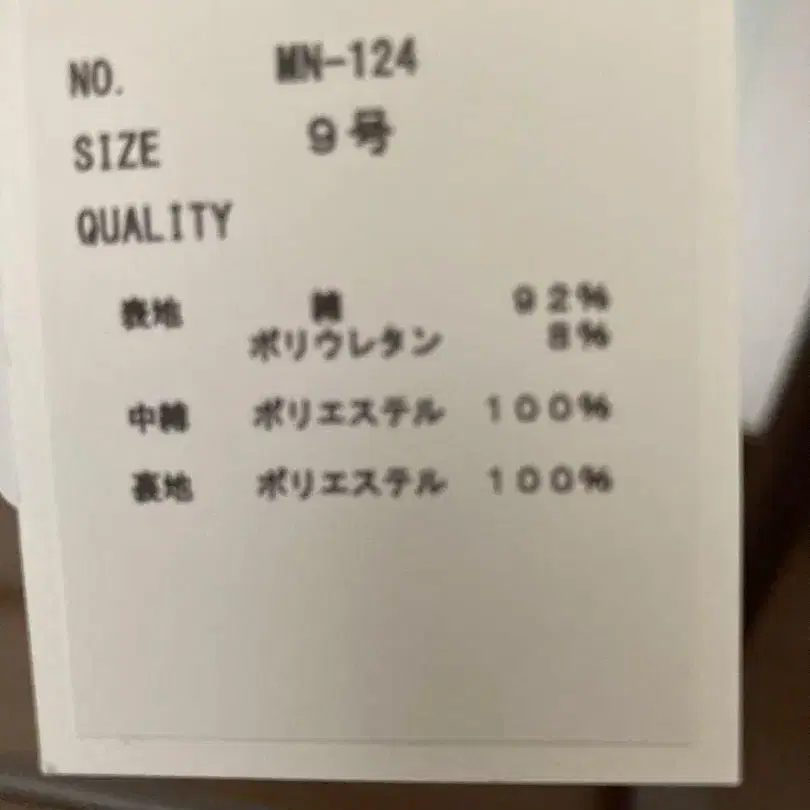 NO. MN-124
SIZE 9号
QUALITY
表地 綿 92%
ポリウレタン 8%
中綿 ポリエステル 100%
裏地 ポリエステル 100%